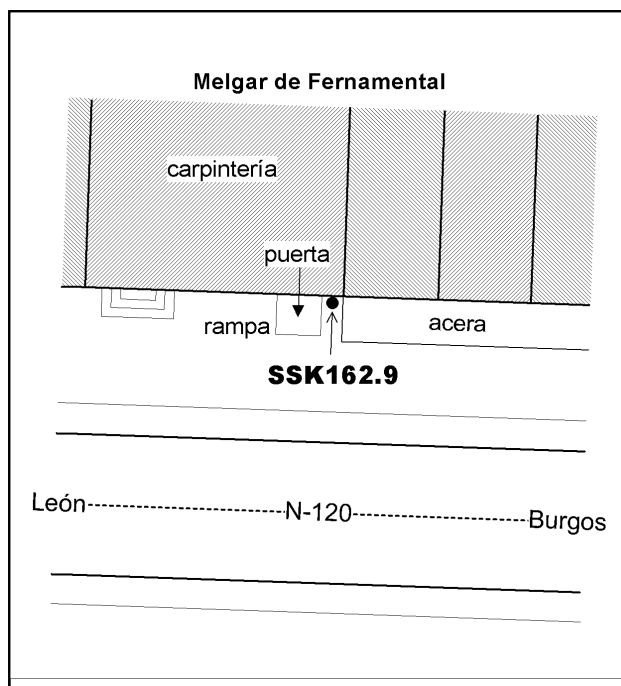 Melgar de Fernamental
carpintería
puerta
rampa
acera
SSK162.9
León
N-120
Burgos